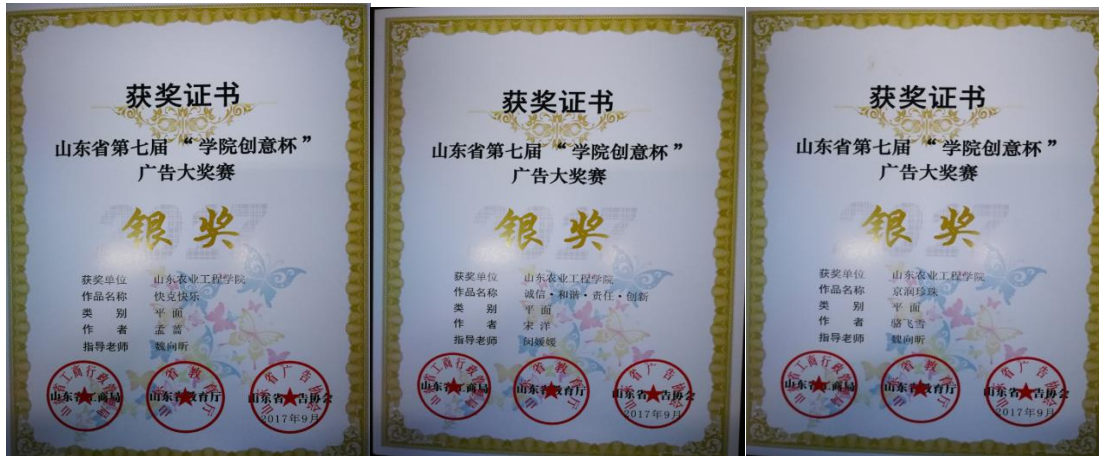 获奖证书
山东省第七届“学院创意杯”
广告大奖赛
银奖
获奖单位 山东农业工程学院
作品名称 快克快乐
类 别 平 面
作 者 孟 蔷
指导老师 魏向昕
山东省工商局
山东省教育厅
山东省广告协会
2017年9月
获奖证书
山东省第七届“学院创意杯”
广告大奖赛
银奖
获奖单位 山东农业工程学院
作品名称 诚信·和谐·责任·创新
类 别 平 面
作 者 宋 洋
指导老师 闵媛媛
山东省工商局
山东省教育厅
山东省广告协会
2017年9月
获奖证书
山东省第七届“学院创意杯”
广告大奖赛
银奖
获奖单位 山东农业工程学院
作品名称 京润珍珠
类 别 平 面
作 者 骆飞雪
指导老师 魏向昕
山东省工商局
山东省教育厅
山东省广告协会
2017年9月